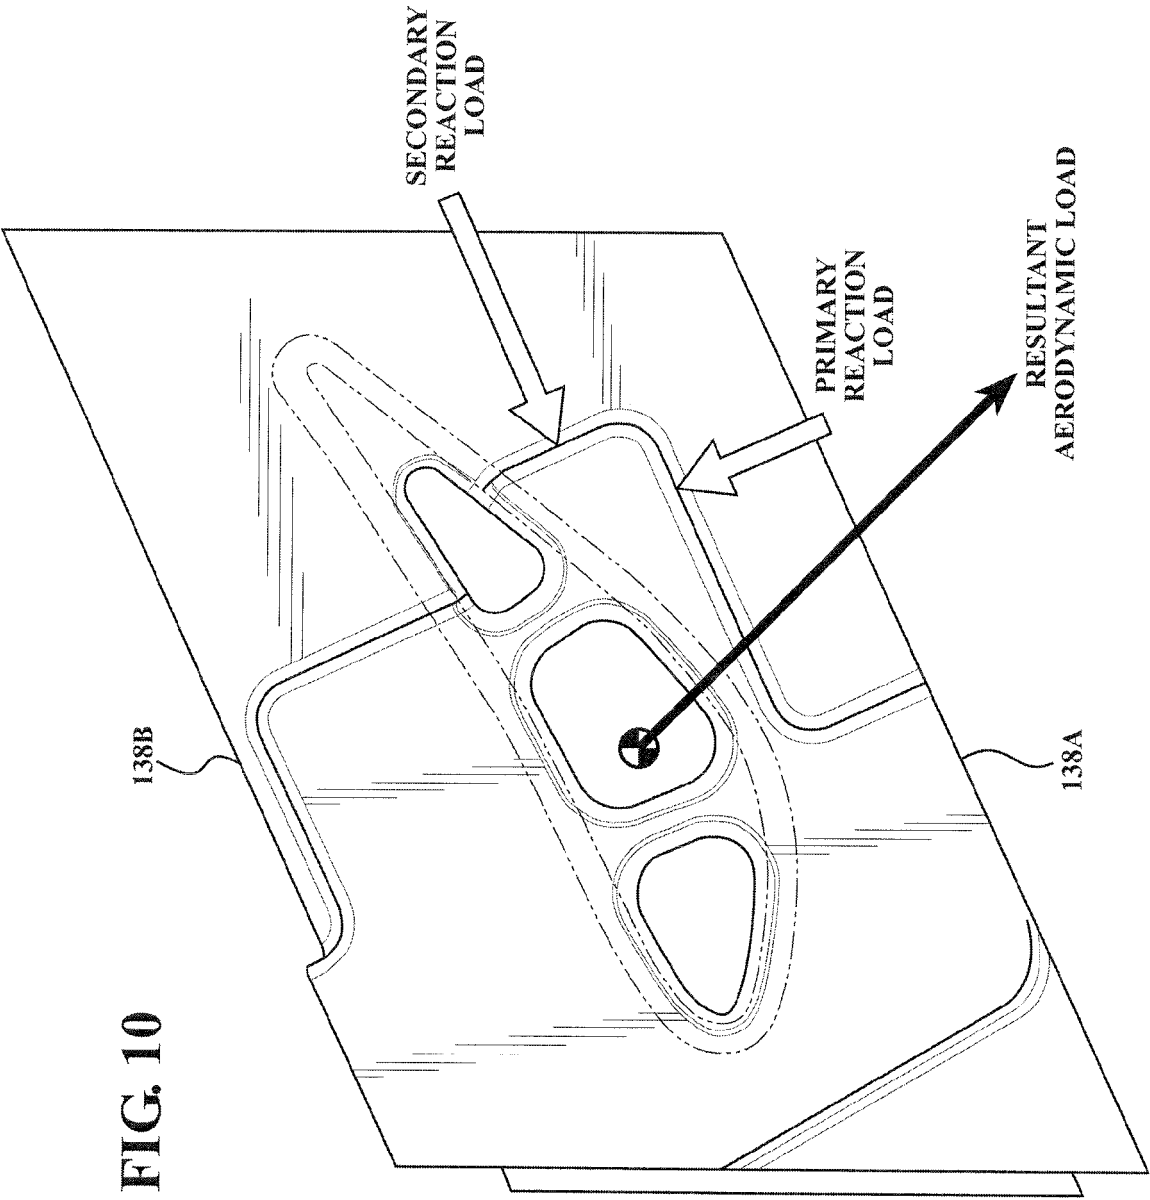 FIG. 10
138B
SECONDARY
REACTION
LOAD
PRIMARY
REACTION
LOAD
RESULTANT
AERODYNAMIC LOAD
138A